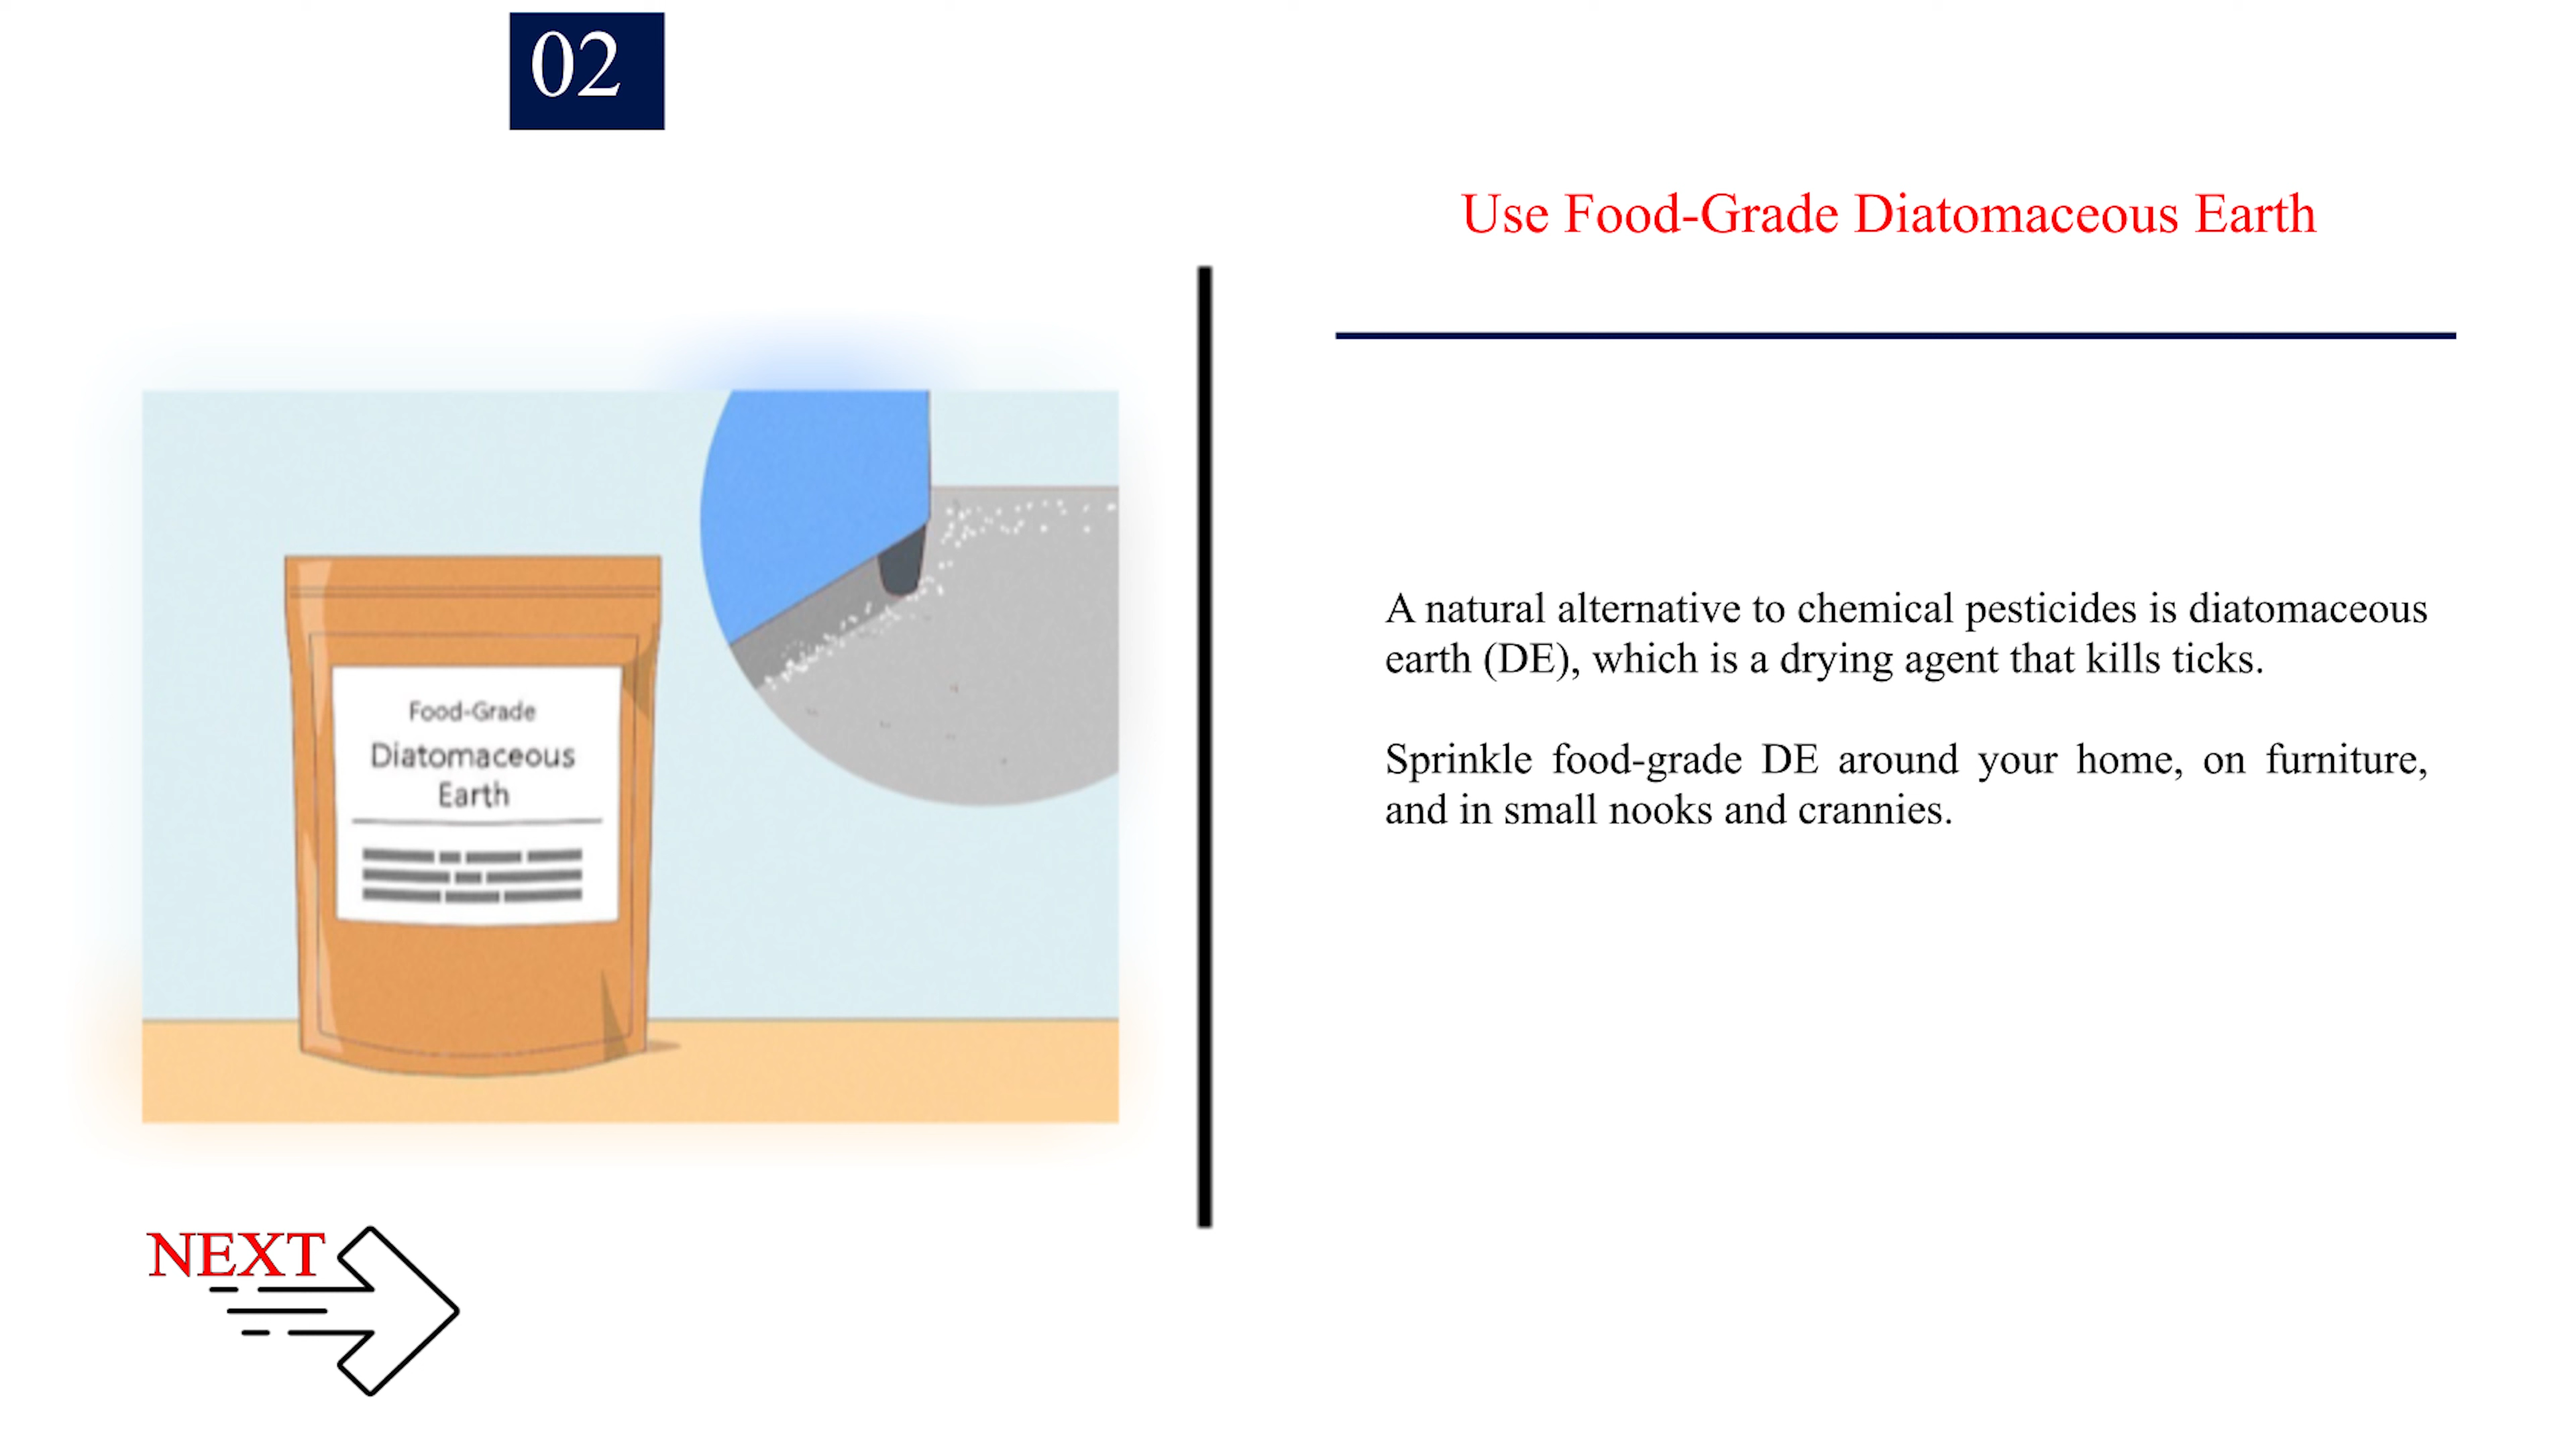 02
Use Food-Grade Diatomaceous Earth
Food-Grade
Diatomaceous
Earth
A natural alternative to chemical pesticides is diatomaceous
earth (DE), which is a drying agent that kills ticks.
Sprinkle food-grade DE around your home, on furniture,
and in small nooks and crannies.
NEXT